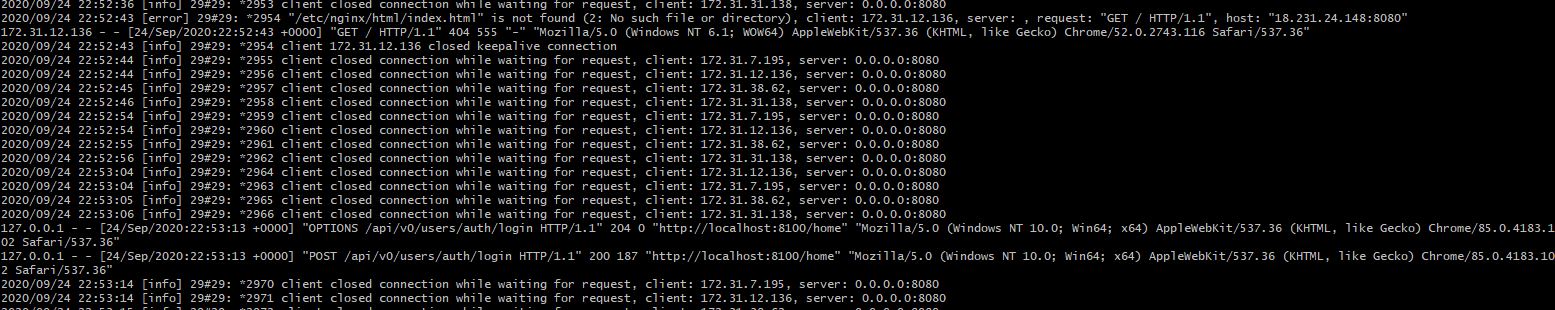 2020/09/24 22:52:36 [info] 29#29: *2953 client closed connection while waiting for request, client: 172.31.31.138, server: 0.0.0.0:8080
2020/09/24 22:52:43 [error] 29#29: *2954 "/etc/nginx/html/index.html" is not found (2: No such file or directory), client: 172.31.12.136, server: , request: "GET / HTTP/1.1", host: "18.231.24.148:8080"
172.31.12.136 - - [24/Sep/2020:22:52:43 +0000] "GET / HTTP/1.1" 404 555 "-" "Mozilla/5.0 (Windows NT 6.1; WOW64) AppleWebKit/537.36 (KHTML, like Gecko) Chrome/52.0.2743.116 Safari/537.36"
2020/09/24 22:52:43 [info] 29#29: *2954 client 172.31.12.136 closed keepalive connection
2020/09/24 22:52:44 [info] 29#29: *2955 client closed connection while waiting for request, client: 172.31.7.195, server: 0.0.0.0:8080
2020/09/24 22:52:44 [info] 29#29: *2956 client closed connection while waiting for request, client: 172.31.12.136, server: 0.0.0.0:8080
2020/09/24 22:52:45 [info] 29#29: *2957 client closed connection while waiting for request, client: 172.31.38.62, server: 0.0.0.0:8080
2020/09/24 22:52:46 [info] 29#29: *2958 client closed connection while waiting for request, client: 172.31.31.138, server: 0.0.0.0:8080
2020/09/24 22:52:54 [info] 29#29: *2959 client closed connection while waiting for request, client: 172.31.7.195, server: 0.0.0.0:8080
2020/09/24 22:52:54 [info] 29#29: *2960 client closed connection while waiting for request, client: 172.31.12.136, server: 0.0.0.0:8080
2020/09/24 22:52:55 [info] 29#29: *2961 client closed connection while waiting for request, client: 172.31.38.62, server: 0.0.0.0:8080
2020/09/24 22:52:56 [info] 29#29: *2962 client closed connection while waiting for request, client: 172.31.31.138, server: 0.0.0.0:8080
2020/09/24 22:53:04 [info] 29#29: *2964 client closed connection while waiting for request, client: 172.31.12.136, server: 0.0.0.0:8080
2020/09/24 22:53:04 [info] 29#29: *2963 client closed connection while waiting for request, client: 172.31.7.195, server: 0.0.0.0:8080
2020/09/24 22:53:05 [info] 29#29: *2965 client closed connection while waiting for request, client: 172.31.38.62, server: 0.0.0.0:8080
2020/09/24 22:53:06 [info] 29#29: *2966 client closed connection while waiting for request, client: 172.31.31.138, server: 0.0.0.0:8080
127.0.0.1 - - [24/Sep/2020:22:53:13 +0000] "OPTIONS /api/v0/users/auth/login HTTP/1.1" 204 0 "http://localhost:8100/home" "Mozilla/5.0 (Windows NT 10.0; Win64; x64) AppleWebKit/537.36 (KHTML, like Gecko) Chrome/85.0.4183.1
02 Safari/537.36"
127.0.0.1 - - [24/Sep/2020:22:53:13 +0000] "POST /api/v0/users/auth/login HTTP/1.1" 200 187 "http://localhost:8100/home" "Mozilla/5.0 (Windows NT 10.0; Win64; x64) AppleWebKit/537.36 (KHTML, like Gecko) Chrome/85.0.4183.10
2 Safari/537.36"
2020/09/24 22:53:14 [info] 29#29: *2970 client closed connection while waiting for request, client: 172.31.7.195, server: 0.0.0.0:8080
2020/09/24 22:53:14 [info] 29#29: *2971 client closed connection while waiting for request, client: 172.31.12.136, server: 0.0.0.0:8080